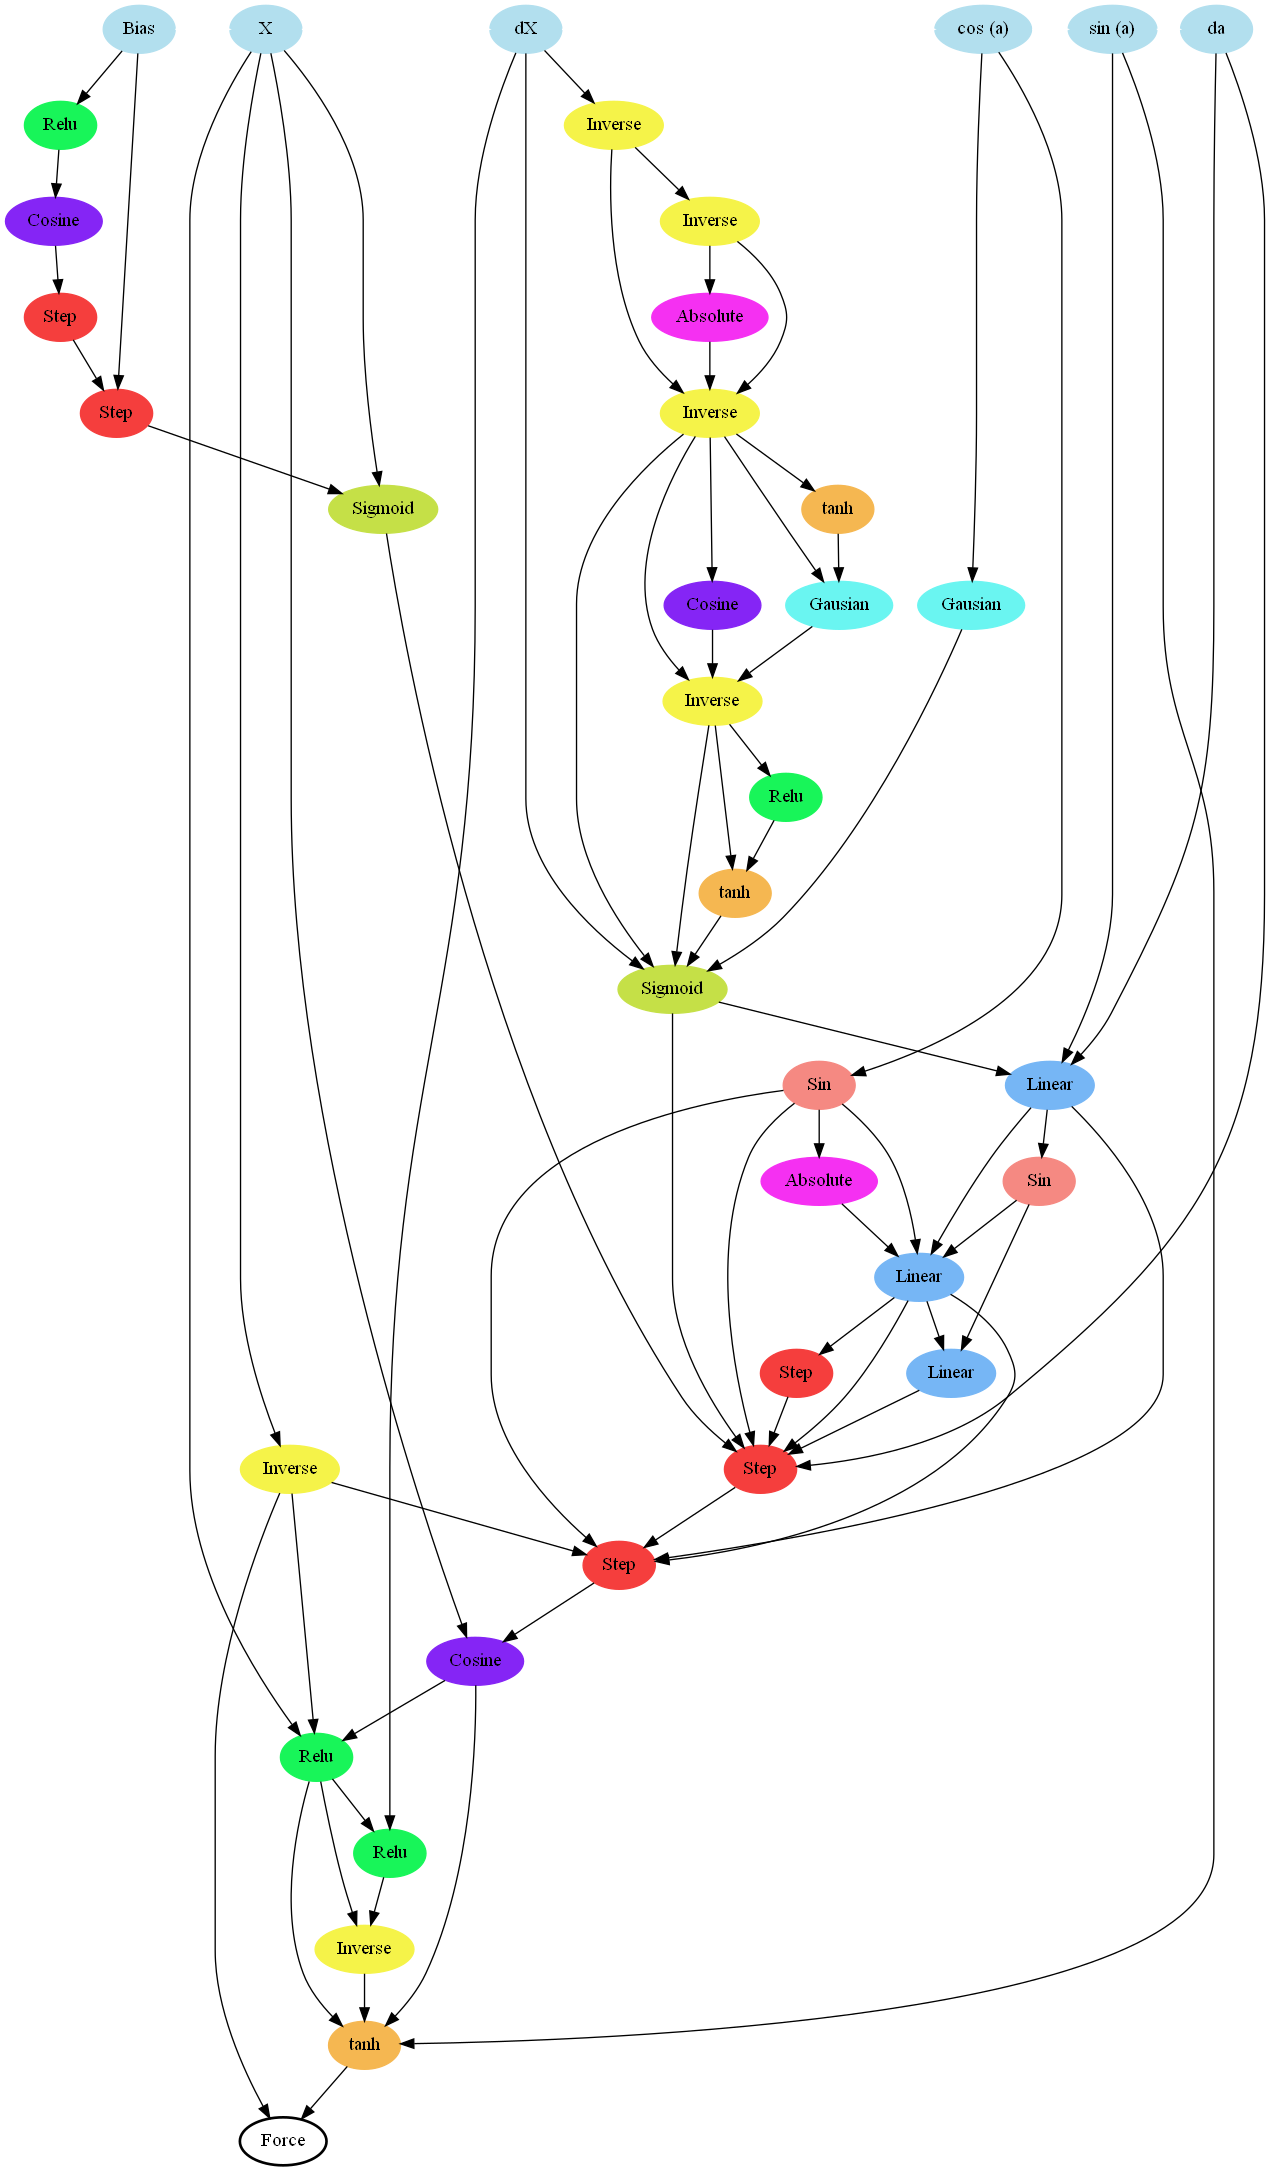 Bias X dX cos (a) sin (a) da
Relu Inverse
Cosine Inverse
Step Absolute
Step Inverse
Sigmoid tanh
Cosine Gausian Gausian
Inverse
Relu
tanh
Sigmoid
Sin Linear
Absolute Sin
Linear
Step Linear
Inverse Step
Step
Cosine
Relu
Relu
Inverse
tanh
Force